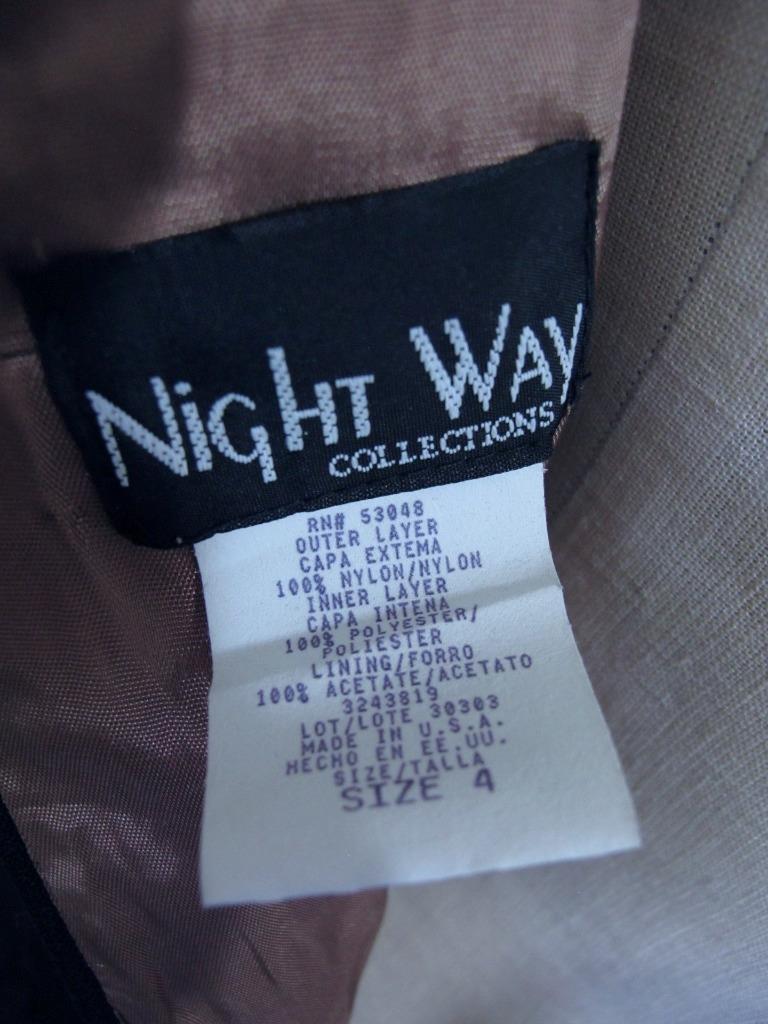 NigHT WAY
COLLECTIONS
RN# 53048
OUTER LAYER
CAPA EXTEMA
100% NYLON/NYLON
INNER LAYER
CAPA INTENA
100% POLYESTER/
POLIESTER
LINING/FORRO
100% ACETATE/ACETATO
3243819
LOT/LOTE 30303
MADE IN U.S.A.
HECHO EN EE.UU.
SIZE/TALLA
SIZE 4